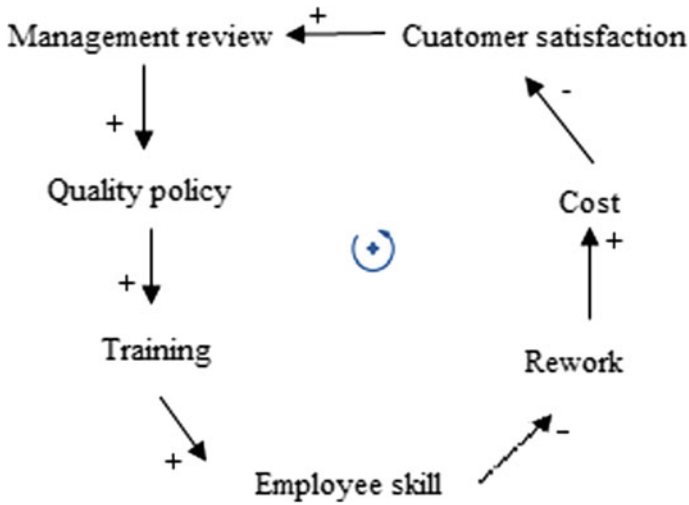 Management review
+
Cuatomer satisfaction
+
-
Quality policy
Cost
+
+
+
Training
Rework
+
-
Employee skill